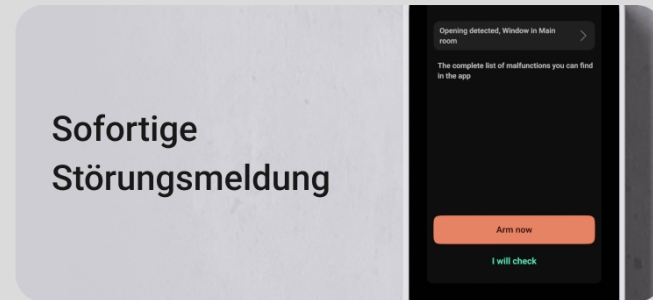 Sofortige
Störungsmeldung
Opening detected, Window in Main
room
The complete list of malfunctions you can find
in the app
Arm now
I will check